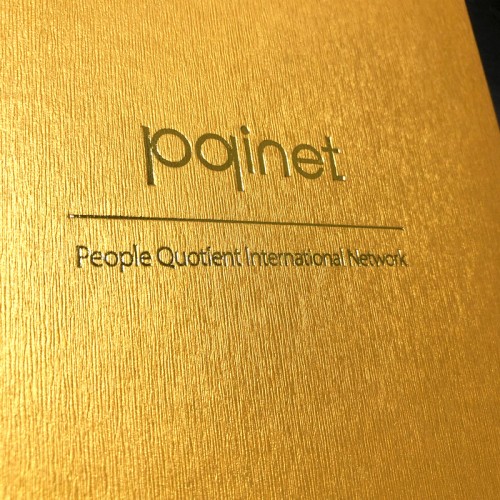 pqinet
People Quotient International Network